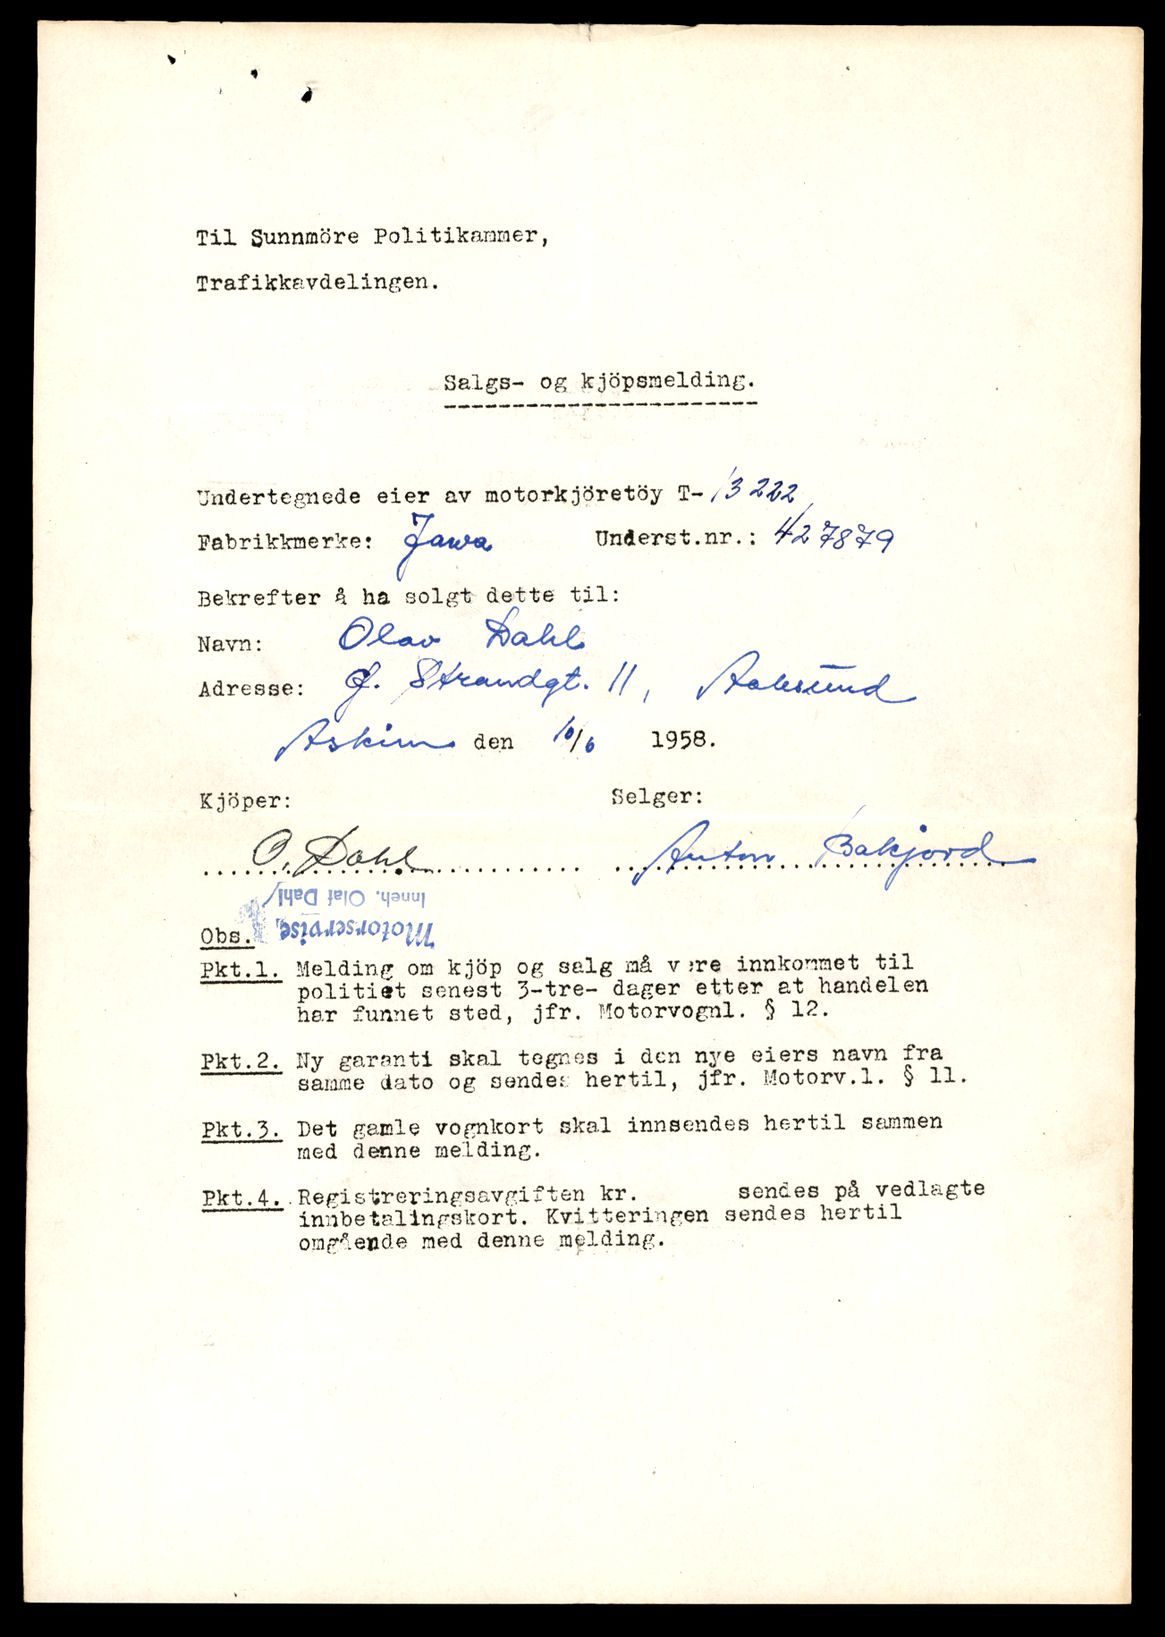 Til Sunnmöre Politikammer,
Trafikkavdelingen.
Salgs- og kjöpsmelding.
Undertegnede eier av motorkjöretöy T- 13222
Fabrikkmerke: Jawa Underst.nr.: 427879
Bekrefter å ha solgt dette til:
Navn: Olav Dahl
Adresse: Ø. Strandgt. 11, Aalesund
Askim den 10/6 1958.
Kjöper: Selger:
O. Dahl Anton Bakjord
Motorservise,
Inneh. Olaf Dahl
Obs.
Pkt.1. Melding om kjöp og salg må være innkommet til
politiet senest 3-tre- dager etter at handelen
har funnet sted, jfr. Motorvognl. § 12.
Pkt.2. Ny garanti skal tegnes i den nye eiers navn fra
samme dato og sendes hertil, jfr. Motorv.l. § 11.
Pkt.3. Det gamle vognkort skal innsendes hertil sammen
med denne melding.
Pkt.4. Registreringsavgiften kr. sendes på vedlagte
innbetalingskort. Kvitteringen sendes hertil
omgående med denne melding.